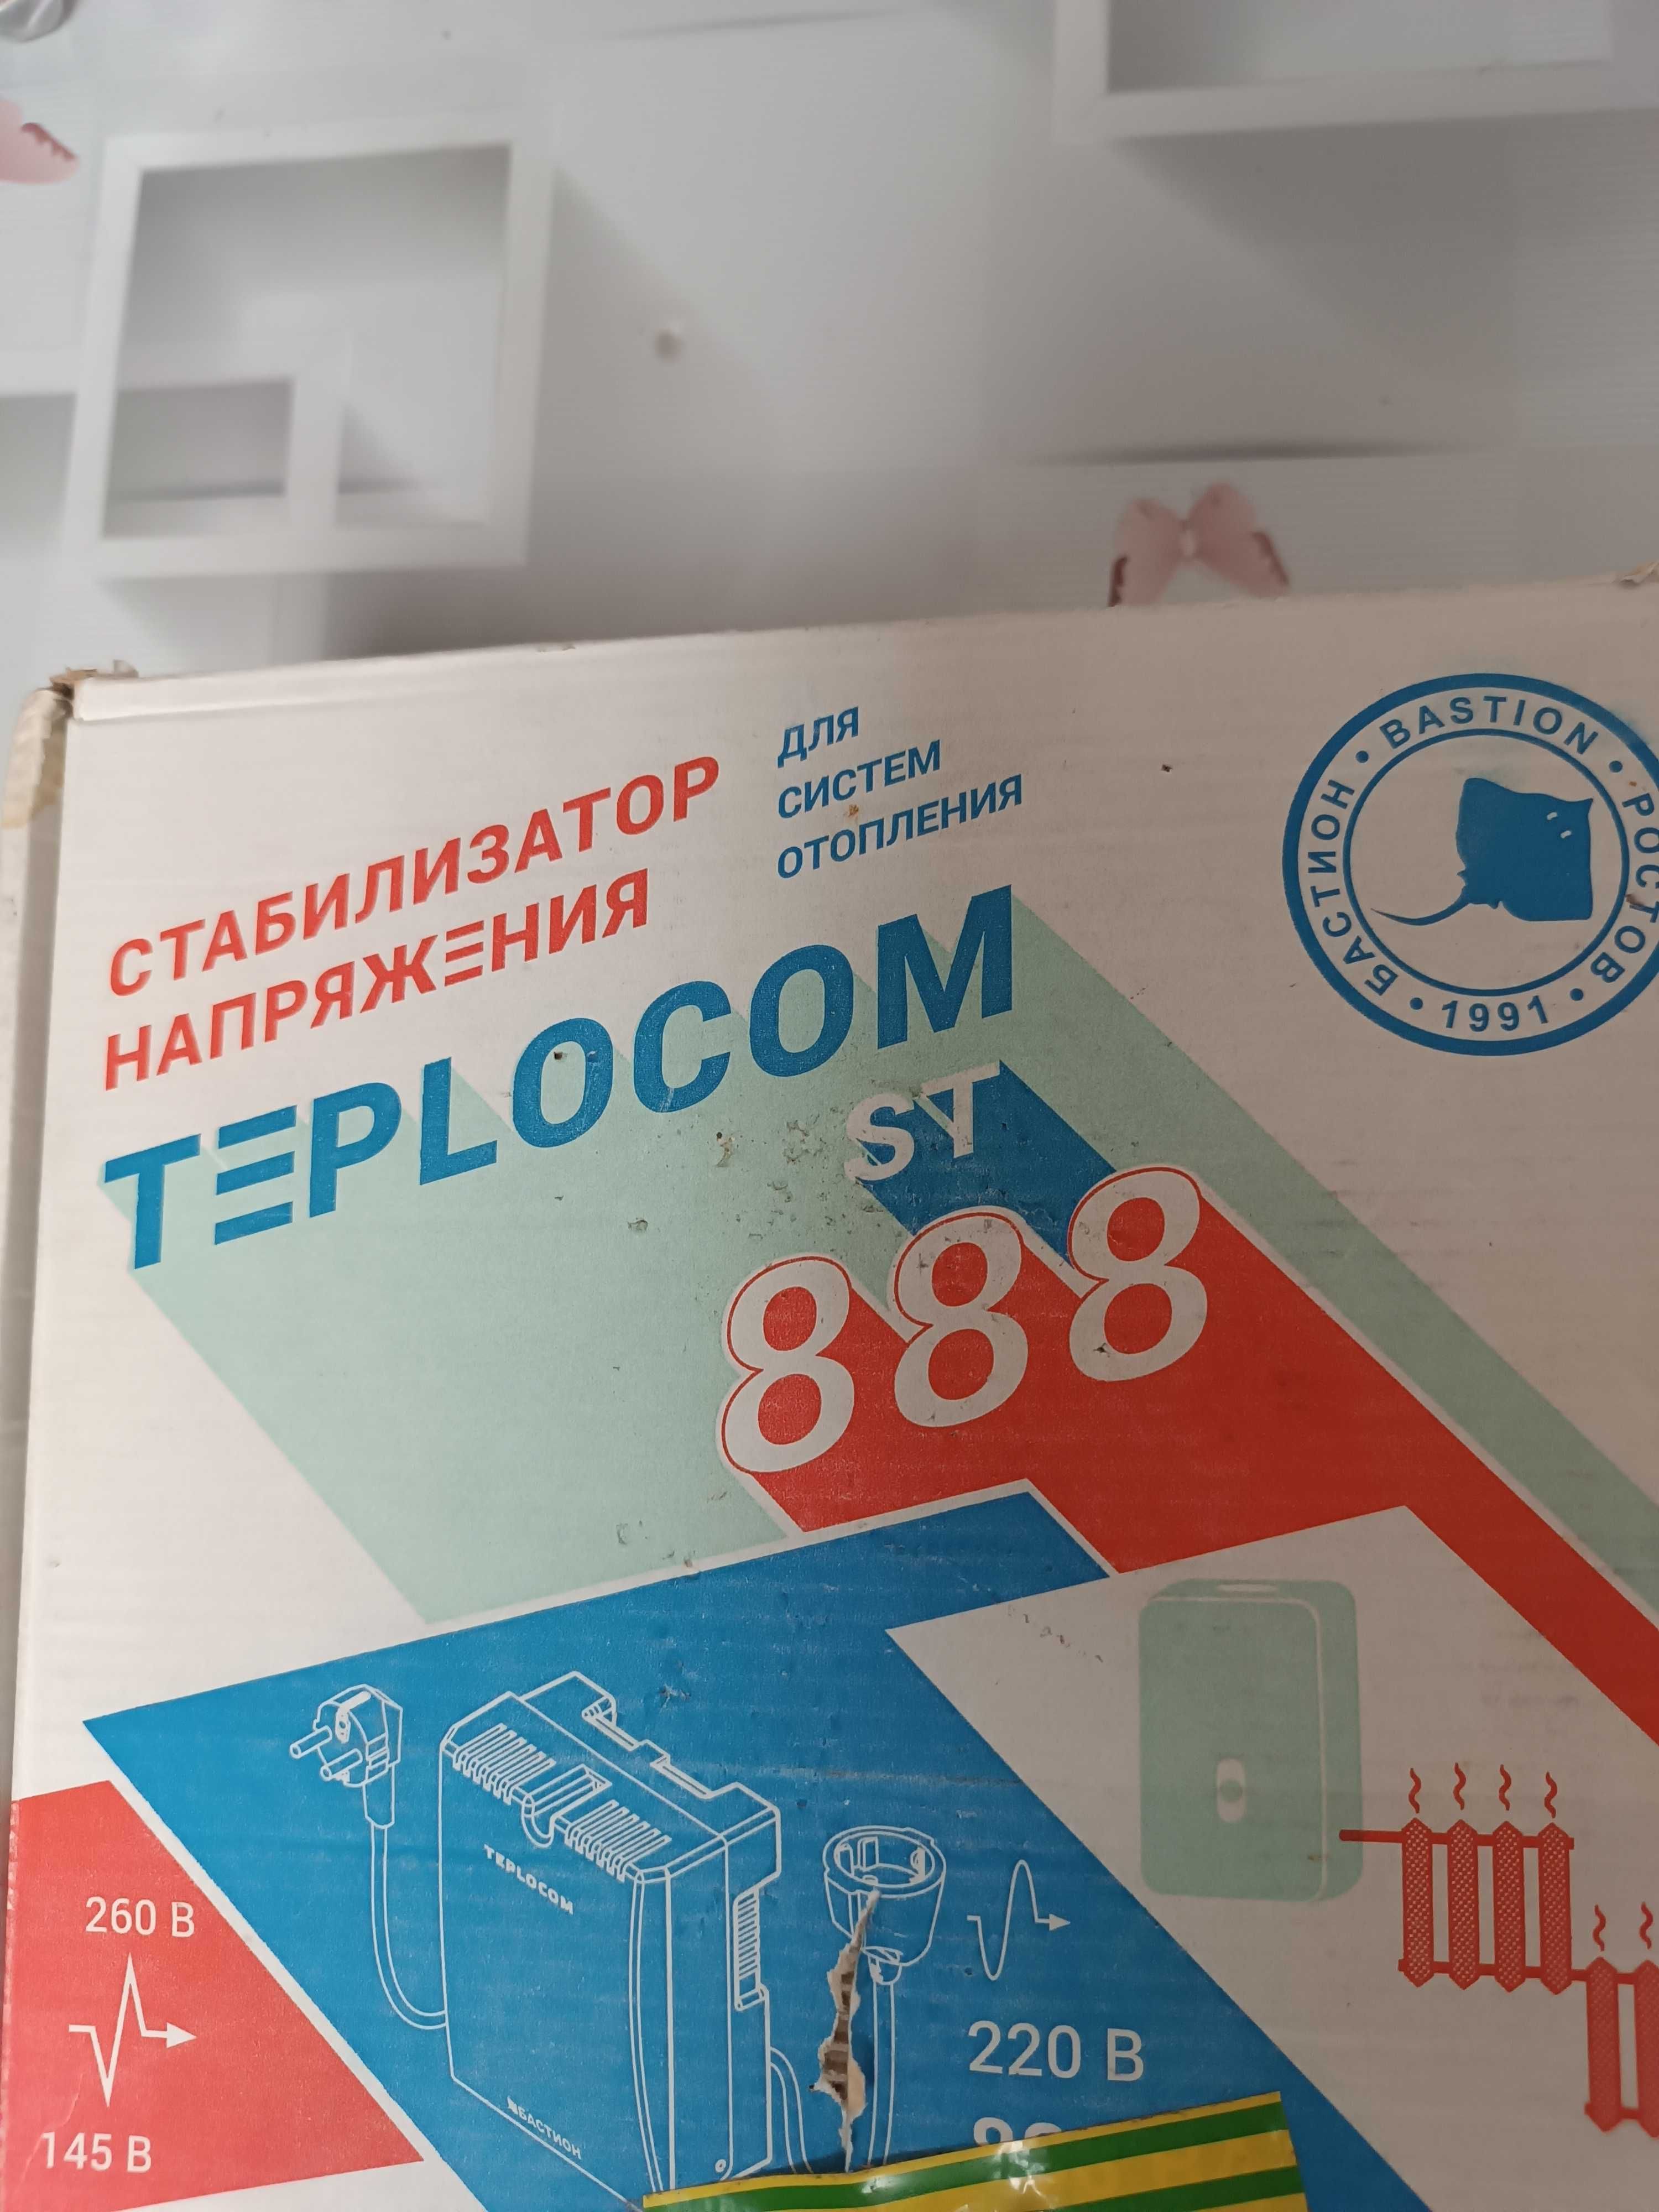 СТАБИЛИЗАТОР
НАПРЯЖЕНИЯ
ДЛЯ
СИСТЕМ
ОТОПЛЕНИЯ
БАСТИОН • BASTION • РОСТОВ • 1991 •
TEPLOCOM
ST
888
TEPLOCOM
БАСТИОН
260 В
145 В
220 В